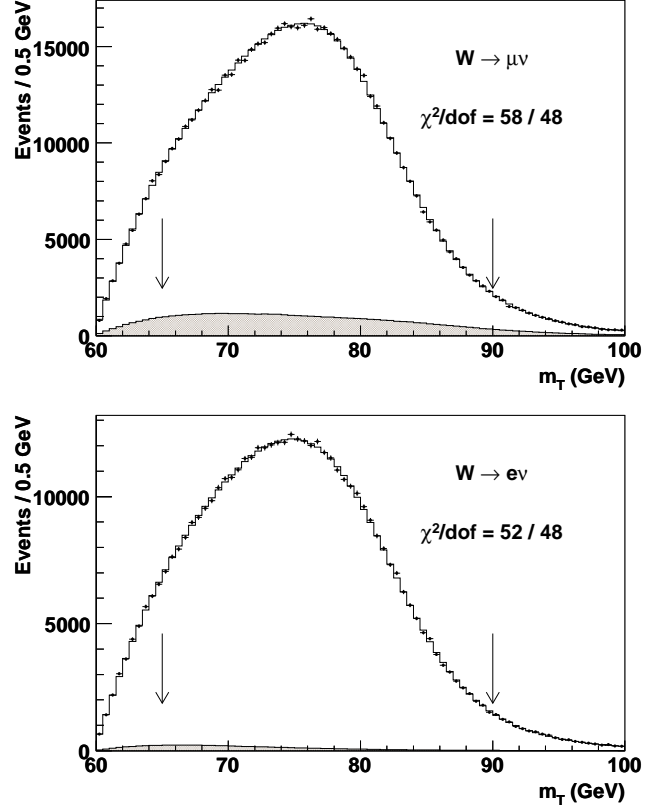 Events / 0.5 GeV
15000
10000
5000
0
W → μν
χ²/dof = 58 / 48
60 70 80 90 100
m_T (GeV)
Events / 0.5 GeV
10000
5000
0
W → eν
χ²/dof = 52 / 48
60 70 80 90 100
m_T (GeV)